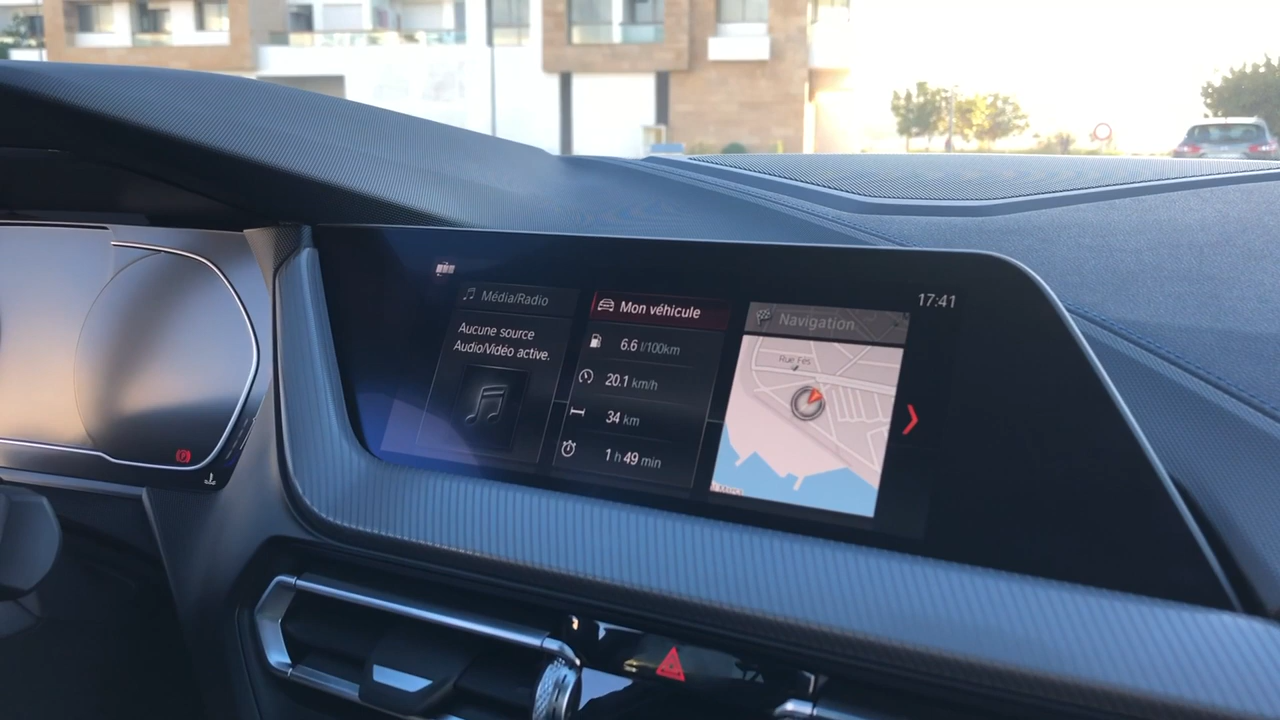 17:41
Média/Radio
Aucune source
Audio/Vidéo active.
Mon véhicule
6.6 l/100km
20.1 km/h
34 km
1 h 49 min
Navigation
Rue Fès